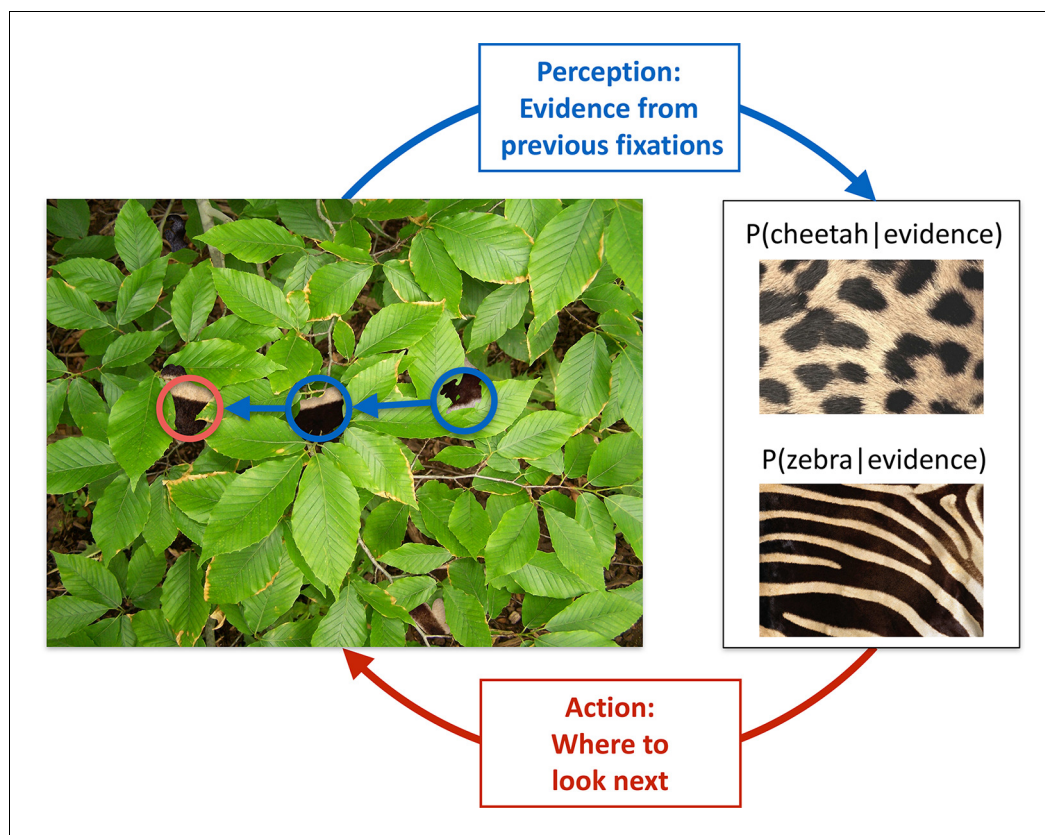 Perception:
Evidence from
previous fixations
P(cheetah|evidence)
P(zebra|evidence)
Action:
Where to
look next